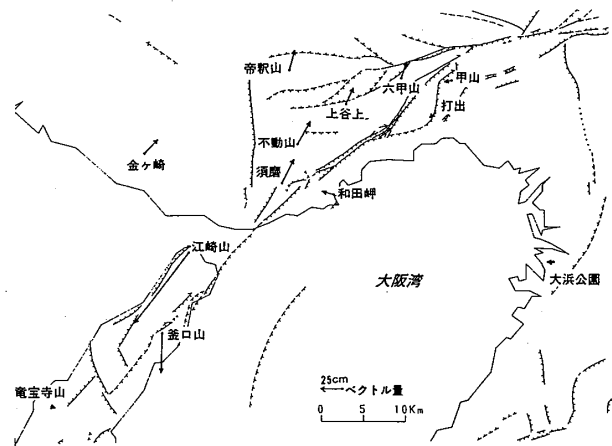 帝釈山
六甲山
甲山
上谷上
打出
不動山
金ヶ崎
須磨
和田岬
江崎山
大阪湾
大浜公園
釜口山
竜宝寺山
25cm
ベクトル量
0 5 10Km